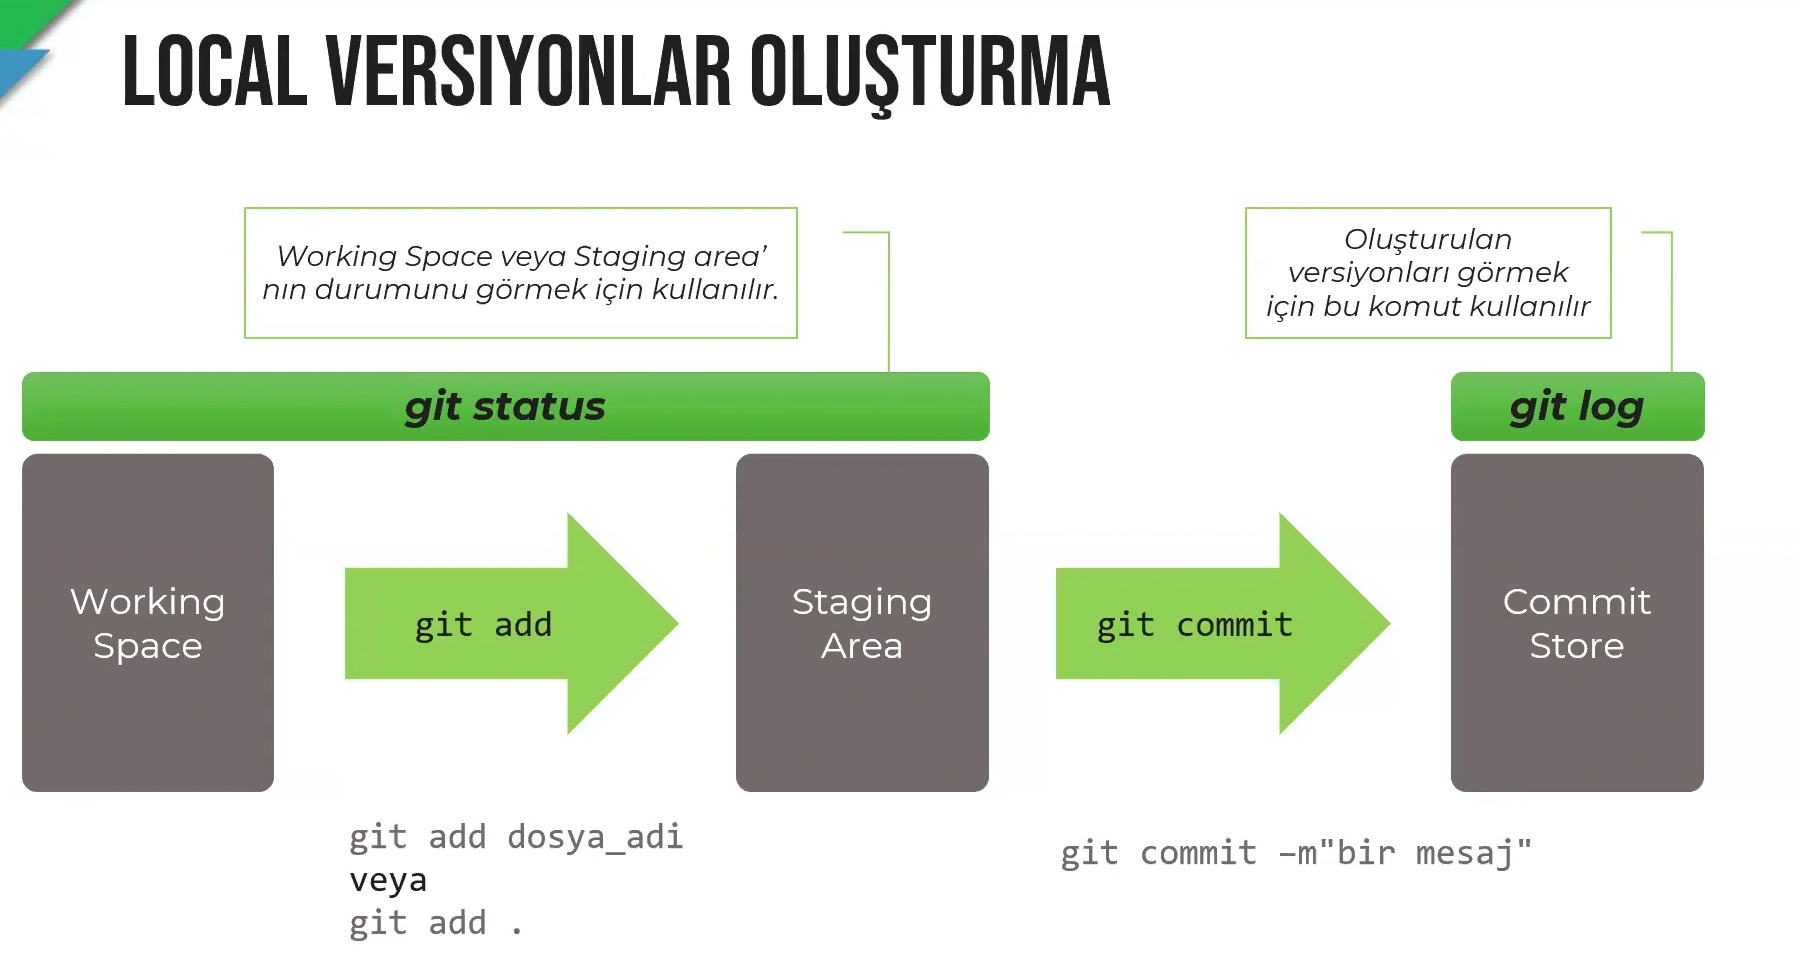 LOCAL VERSIYONLAR OLUŞTURMA
Working Space veya Staging area’
nın durumunu görmek için kullanılır.
Oluşturulan
versiyonları görmek
için bu komut kullanılır
git status
git log
Working
Space
git add
Staging
Area
git commit
Commit
Store
git add dosya_adi
veya
git add .
git commit –m"bir mesaj"